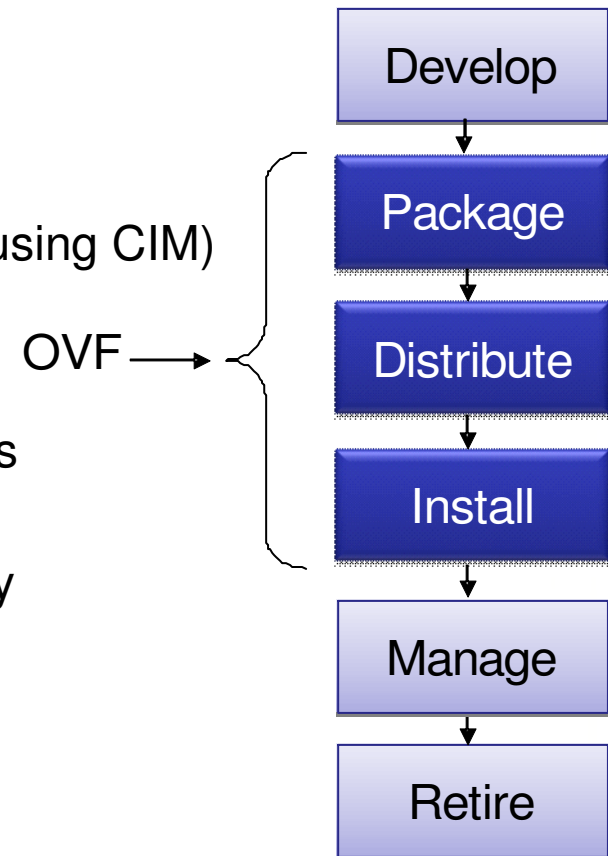 Develop
Package
using CIM)
OVF
Distribute
s
Install
y
Manage
Retire